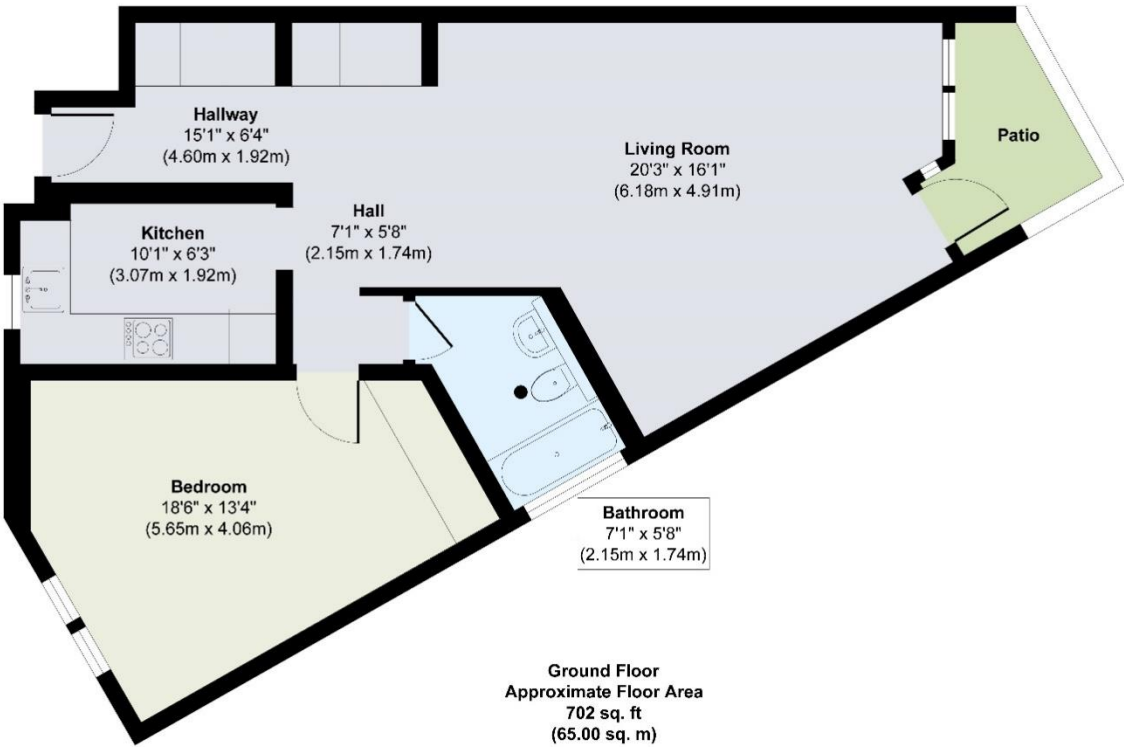 Hallway
15'1" x 6'4"
(4.60m x 1.92m)
Living Room
20'3" x 16'1"
(6.18m x 4.91m)
Patio
Kitchen
10'1" x 6'3"
(3.07m x 1.92m)
Hall
7'1" x 5'8"
(2.15m x 1.74m)
Bedroom
18'6" x 13'4"
(5.65m x 4.06m)
Bathroom
7'1" x 5'8"
(2.15m x 1.74m)
Ground Floor
Approximate Floor Area
702 sq. ft
(65.00 sq. m)